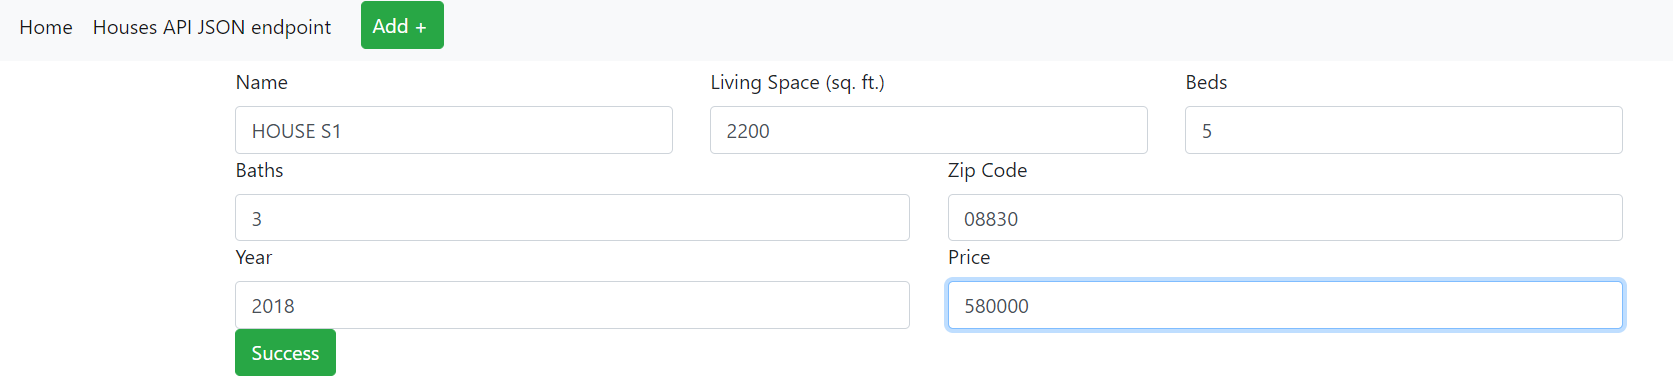 Home Houses API JSON endpoint Add +
Name Living Space (sq. ft.) Beds
HOUSE S1 2200 5
Baths Zip Code
3 08830
Year Price
2018 580000
Success